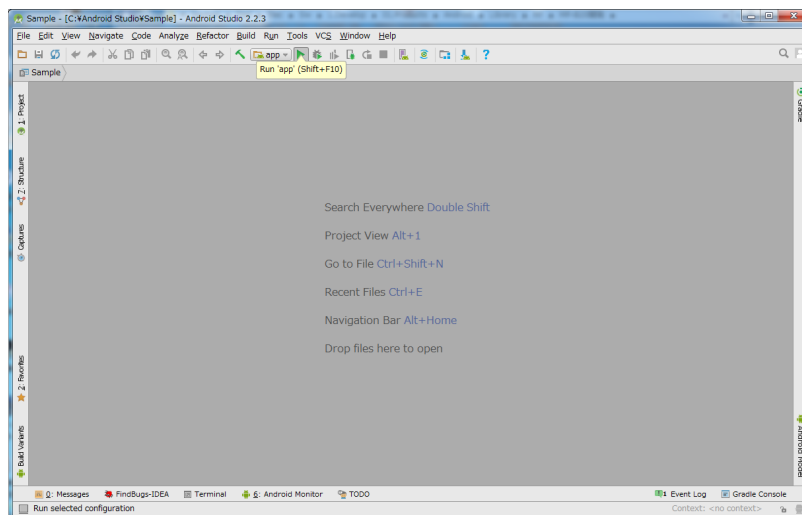 Sample - [C:¥Android Studio¥Sample] - Android Studio 2.2.3
File Edit View Navigate Code Analyze Refactor Build Run Tools VCS Window Help
app
Run 'app' (Shift+F10)
Sample
1: Project
7: Structure
Captures
2: Favorites
Build Variants
Gradle
Android Model
Search Everywhere Double Shift
Project View Alt+1
Go to File Ctrl+Shift+N
Recent Files Ctrl+E
Navigation Bar Alt+Home
Drop files here to open
0: Messages FindBugs-IDEA Terminal 6: Android Monitor TODO 1 Event Log Gradle Console
Run selected configuration Context: <no context>